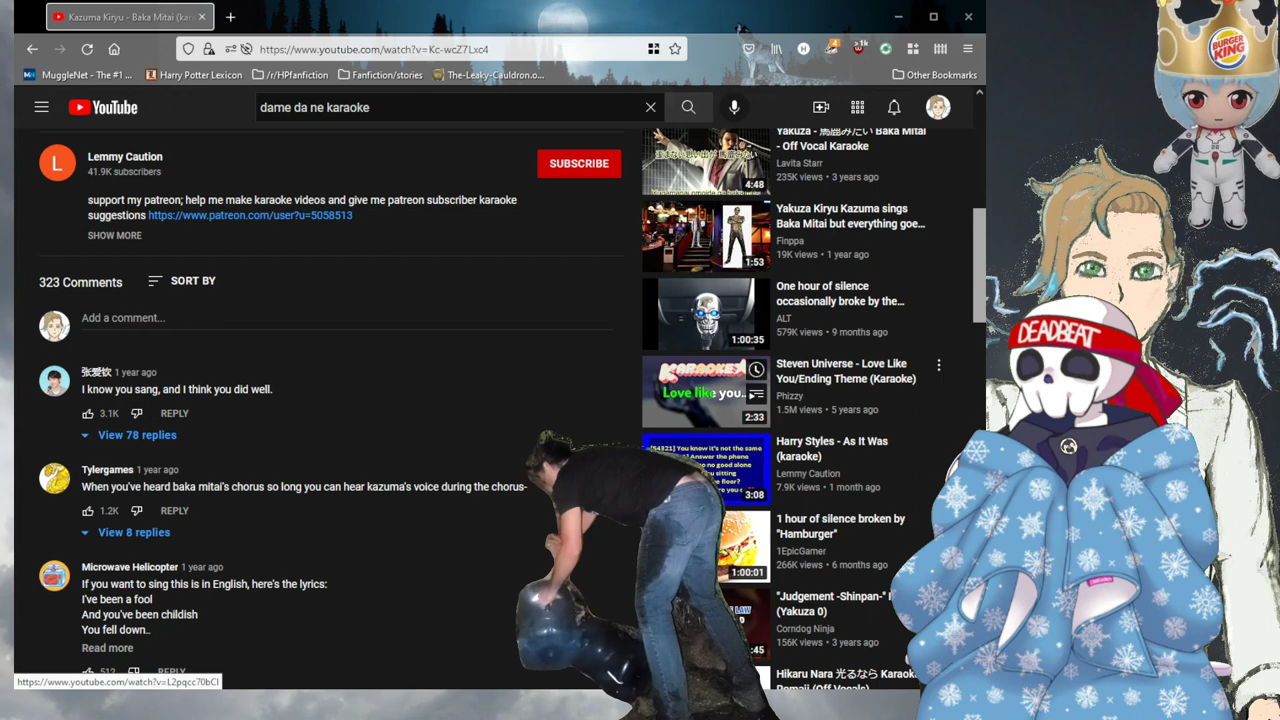 Kazuma Kiryu - Baka Mitai (kar
https://www.youtube.com/watch?v=Kc-wcZ7Lxc4
MuggleNet - The #1 ...
Harry Potter Lexicon
/r/HPfanfiction
Fanfiction/stories
The-Leaky-Cauldron.o...
Other Bookmarks
YouTube
dame da ne karaoke
Lemmy Caution
41.9K subscribers
SUBSCRIBE
support my patreon; help me make better videos and give me patreon subscriber karaoke
suggestions https://www.patreon.com/user?u=5058513
SHOW MORE
323 Comments
SORT BY
Add a comment...
张爱钦 1 year ago
I know you sang, and I think you did well.
3.1K
REPLY
View 78 replies
Tylergames 1 year ago
When you've heard baka mitai's chorus so long you can hear kazuma's voice during the chorus-
1.2K
REPLY
View 8 replies
Microwave Helicopter 1 year ago
If you want to sing this is in English, here's the lyrics:
I've been a fool
And you've been childish
You fell down..
Read more
512
REPLY
https://www.youtube.com/watch?v=L2pqcc70bCI
Yakuza - 馬鹿みたい Baka Mitai
- Off Vocal Karaoke
Lavita Starr
235K views • 3 years ago
4:48
Yakuza Kiryu Kazuma sings
Baka Mitai but everything goe...
Finppa
19K views • 1 year ago
1:53
One hour of silence
occasionally broke by the...
ALT
579K views • 9 months ago
1:00:35
Steven Universe - Love Like
You/Ending Theme (Karaoke)
Phizzy
1.5M views • 5 years ago
KARAOKE
Love like you...
2:33
Harry Styles - As It Was
(karaoke)
Lemmy Caution
7.9K views • 1 month ago
3:08
1 hour of silence broken by
"Hamburger"
1EpicGamer
266K views • 6 months ago
1:00:01
"Judgement -Shinpan-"
(Yakuza 0)
Corndog Ninja
156K views • 3 years ago
LAW
:45
Hikaru Nara 光るなら Karaok
BURGER
KING
DEADBEAT